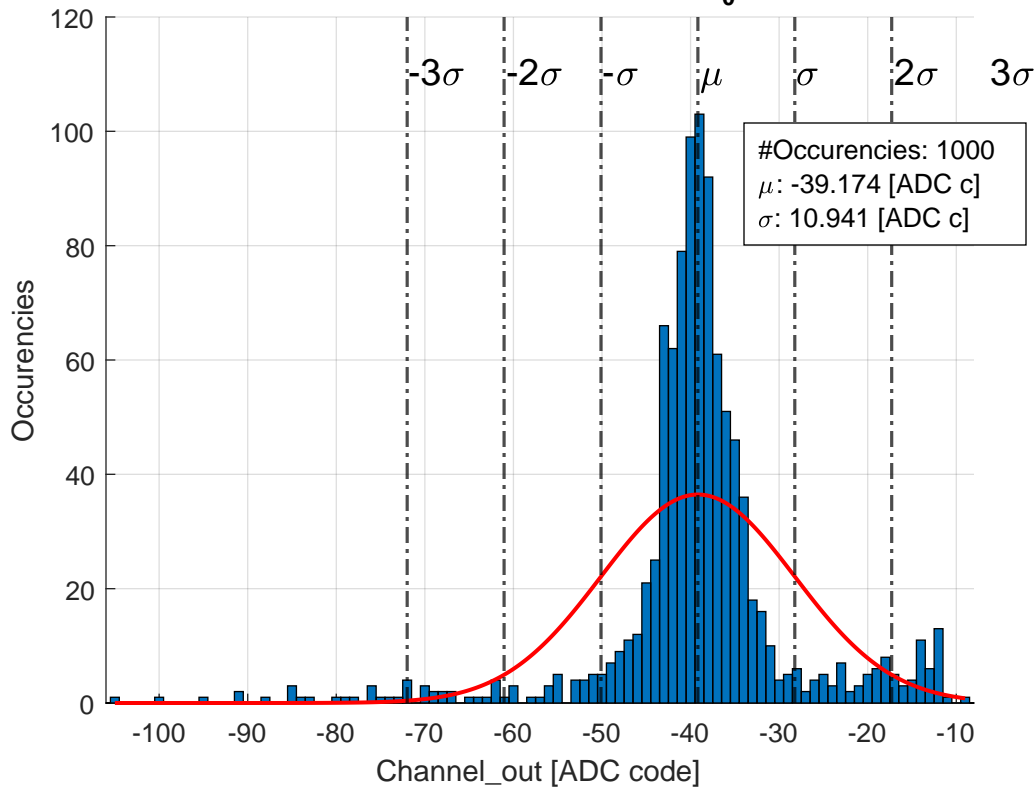 120
100
80
60
40
20
0
-3σ -2σ -σ μ σ 2σ 3σ
#Occurencies: 1000
μ: -39.174 [ADC c]
σ: 10.941 [ADC c]
Occurencies
-100 -90 -80 -70 -60 -50 -40 -30 -20 -10
Channel_out [ADC code]